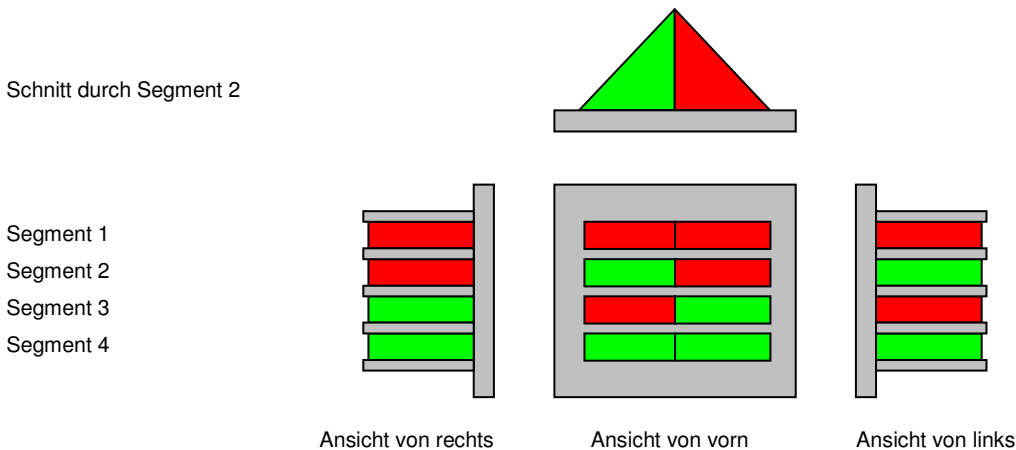 Schnitt durch Segment 2
Segment 1
Segment 2
Segment 3
Segment 4
Ansicht von rechts
Ansicht von vorn
Ansicht von links